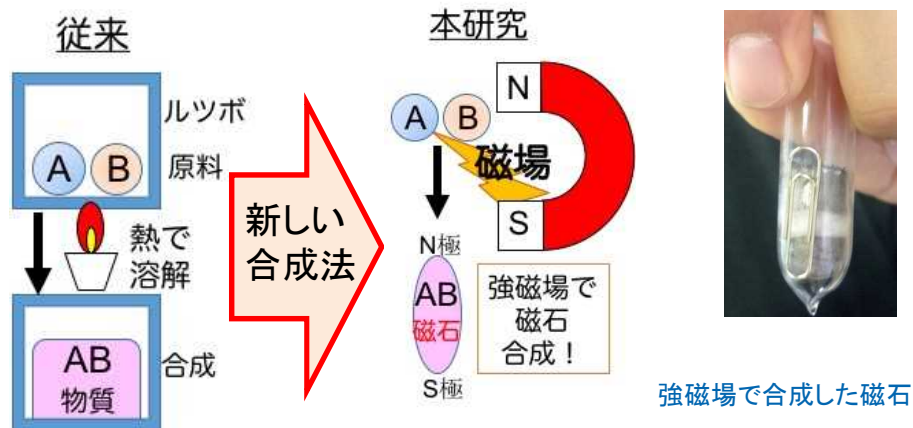 従来
ルツボ
A
B
原料
熱で
溶解
AB
物質
合成
新しい
合成法
本研究
N
A
B
磁場
S
N極
AB
磁石
S極
強磁場で
磁石
合成！
強磁場で合成した磁石